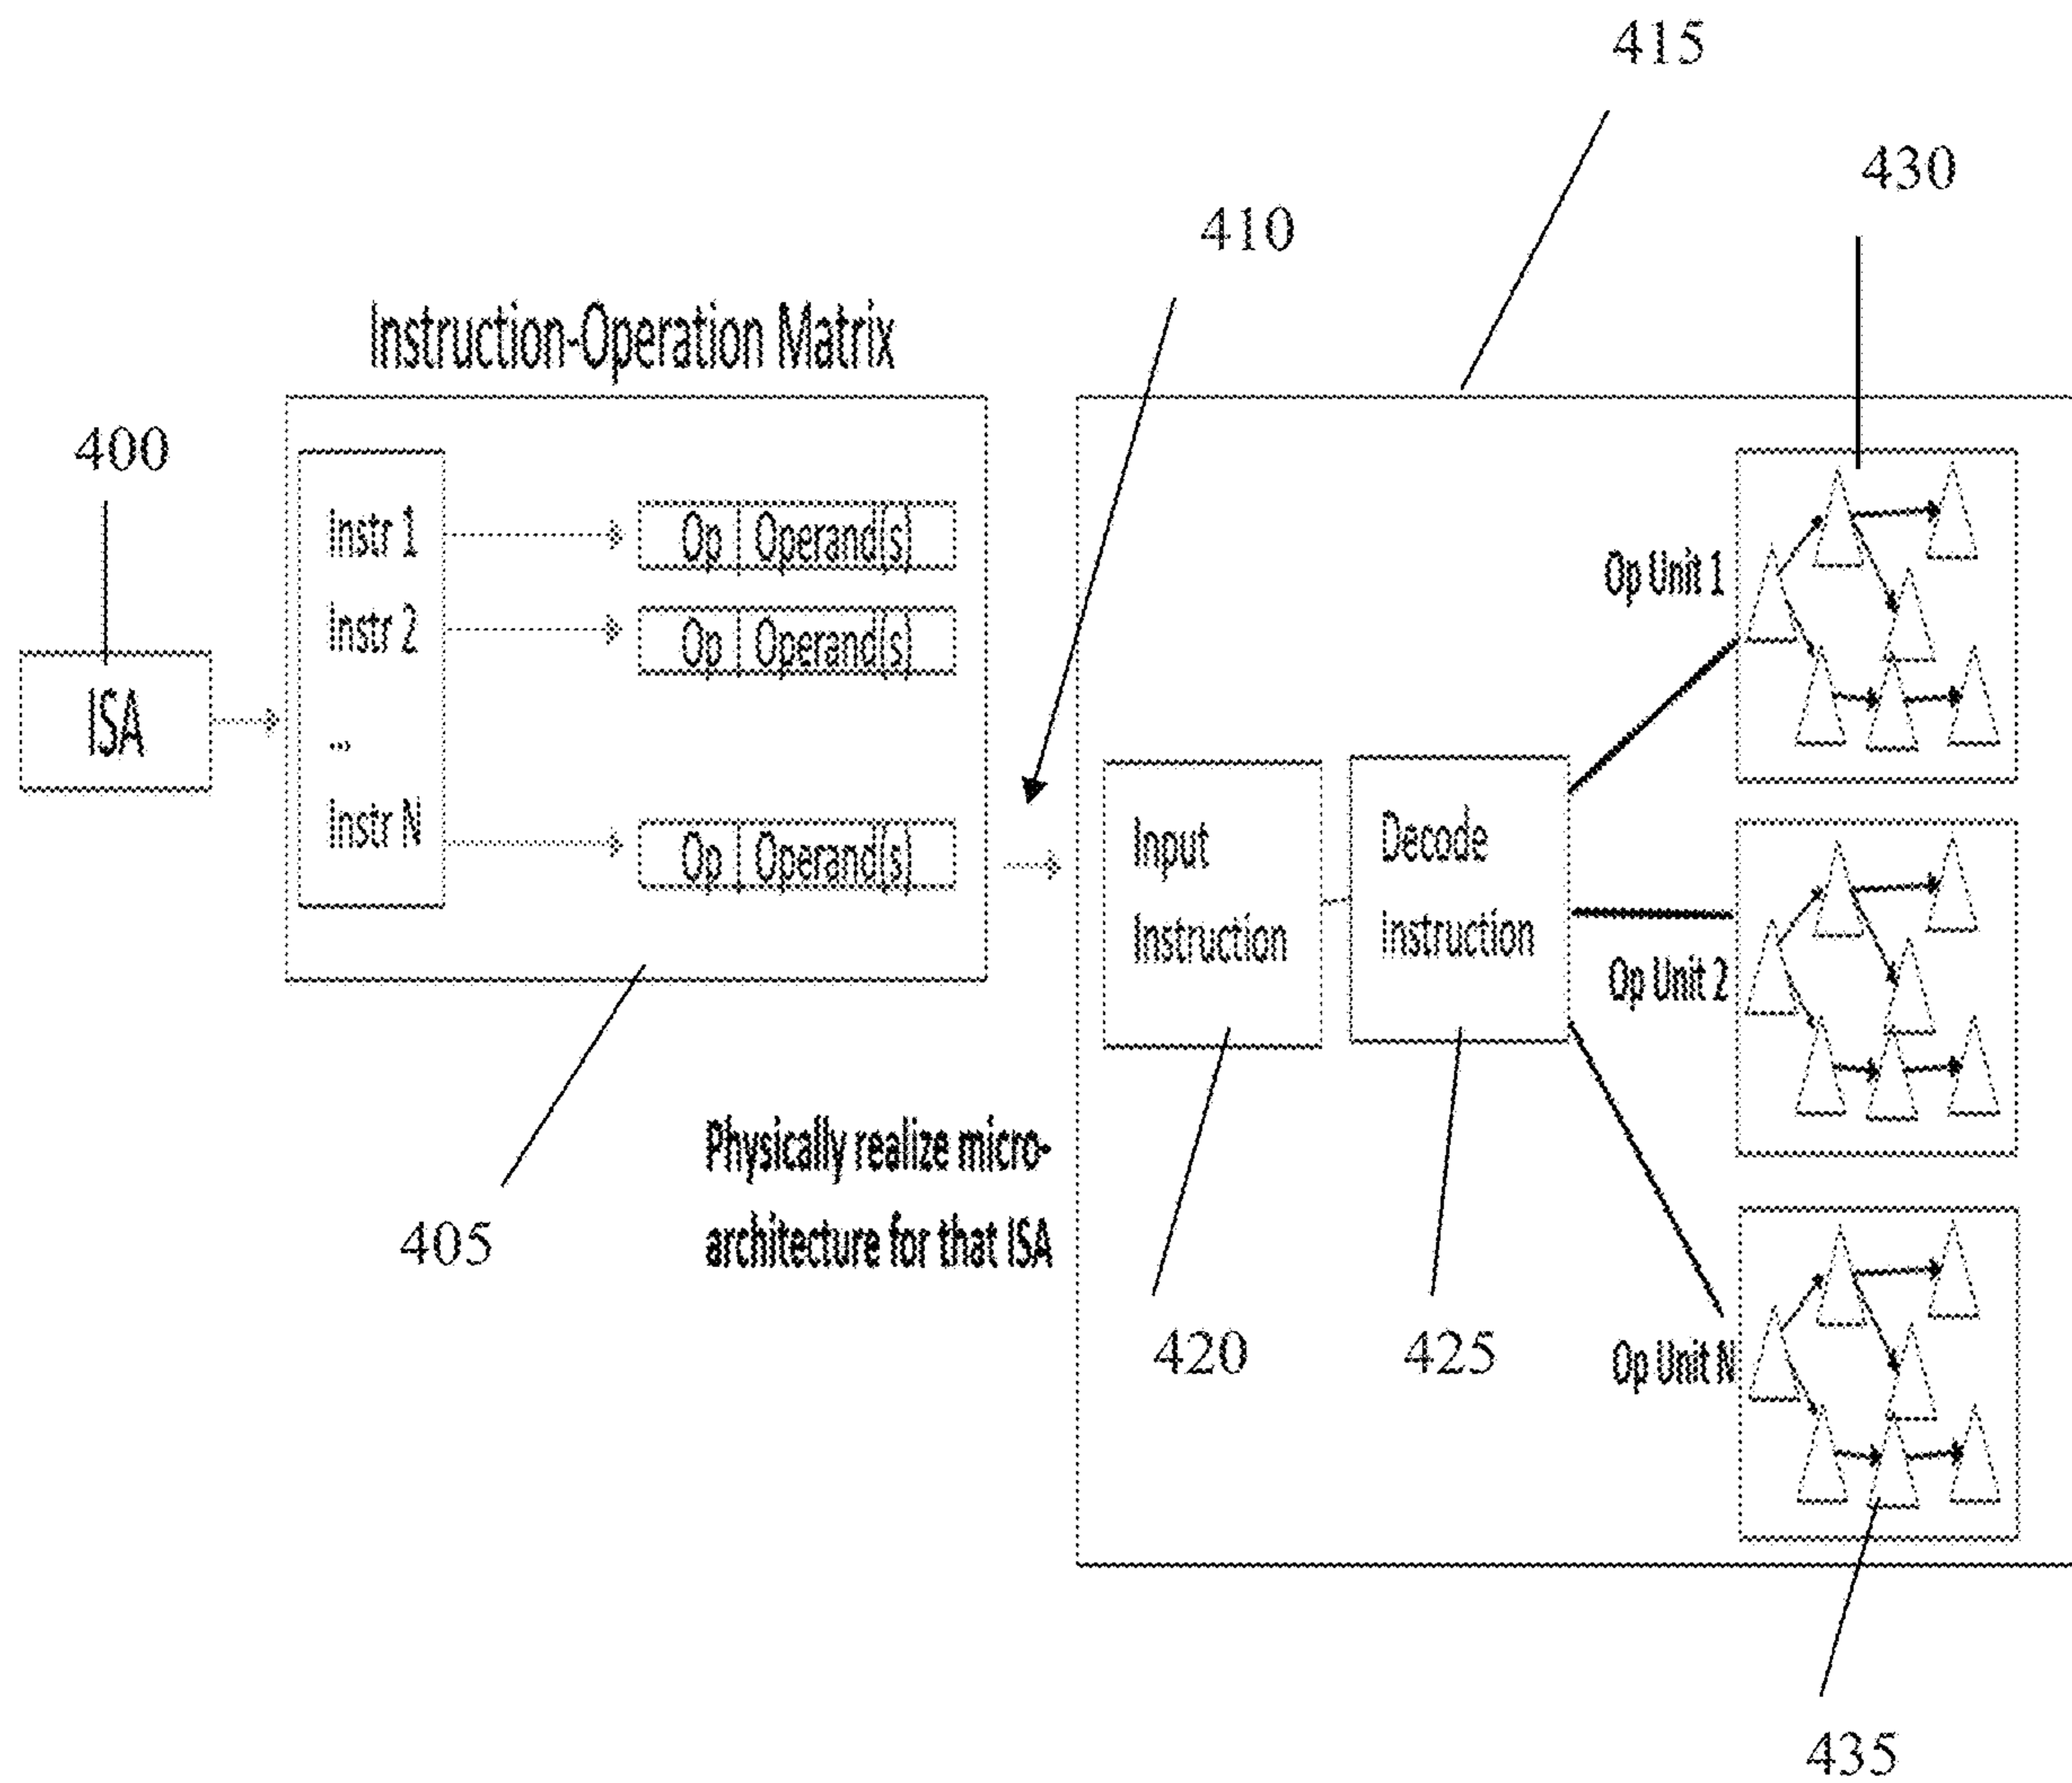 415
430
410
Instruction-Operation Matrix
400
Instr 1
Op Operand(s)
Op Unit 1
Instr 2
Op Operand(s)
ISA
...
Instr N
Op Operand(s)
Input
Instruction
Decode
Instruction
Op Unit 2
Physically realize micro-
architecture for that ISA
405
420
425
Op Unit N
435